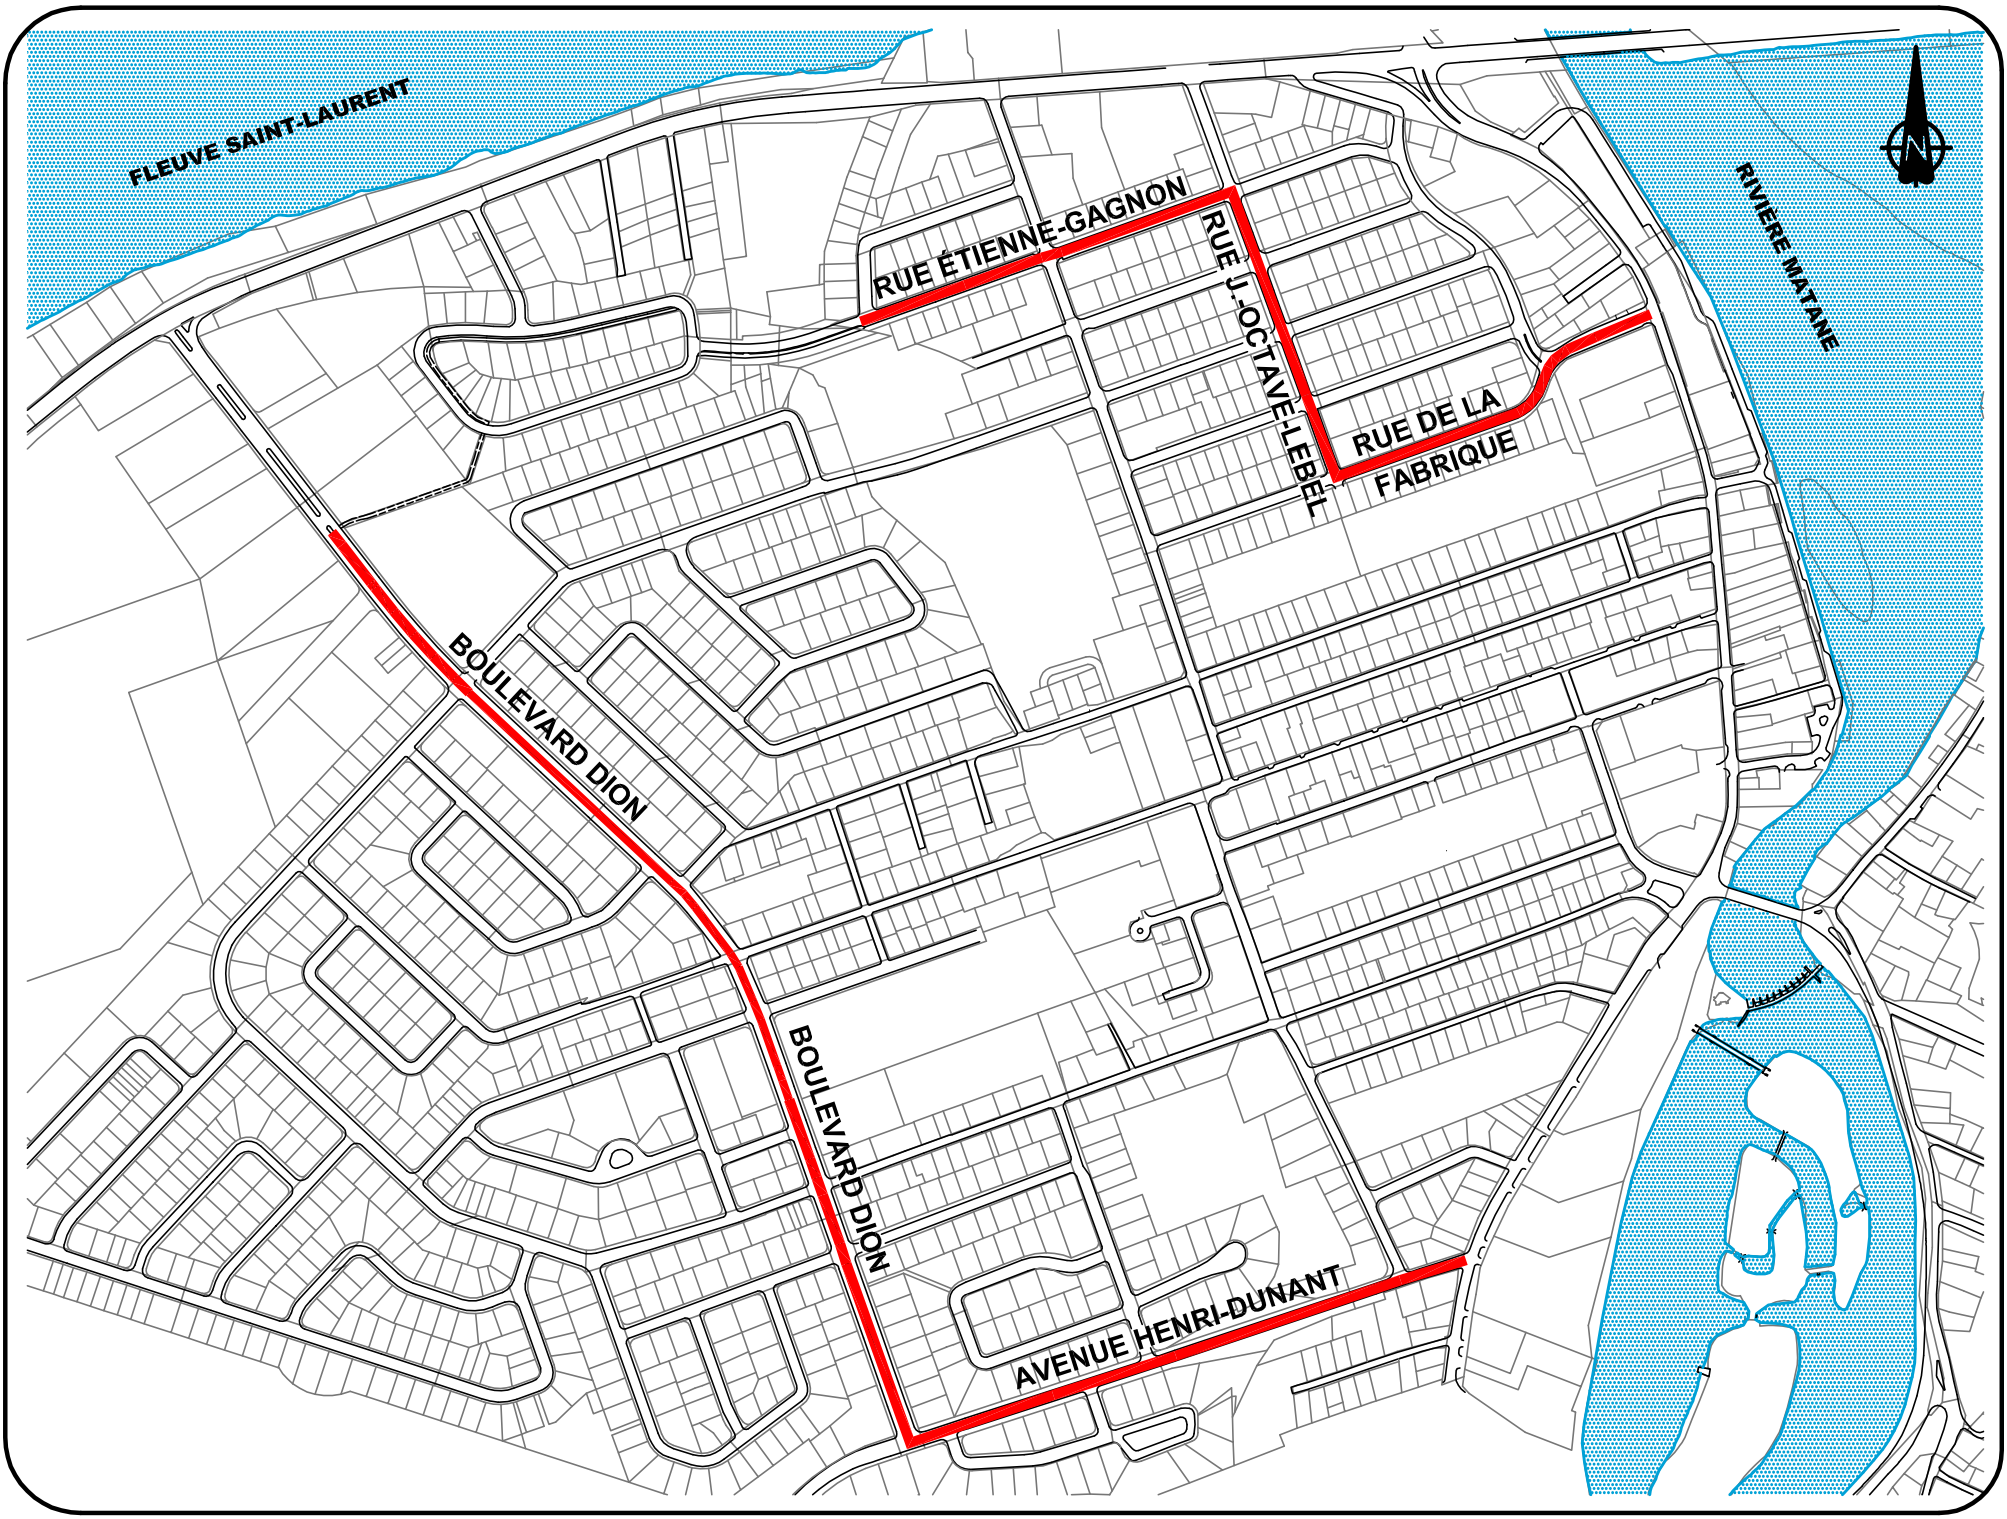 FLEUVE SAINT-LAURENT
N
RIVIÈRE MATANE
RUE ÉTIENNE-GAGNON
RUE J.-OCTAVE-LEBEL
RUE DE LA
FABRIQUE
BOULEVARD DION
BOULEVARD DION
AVENUE HENRI-DUNANT